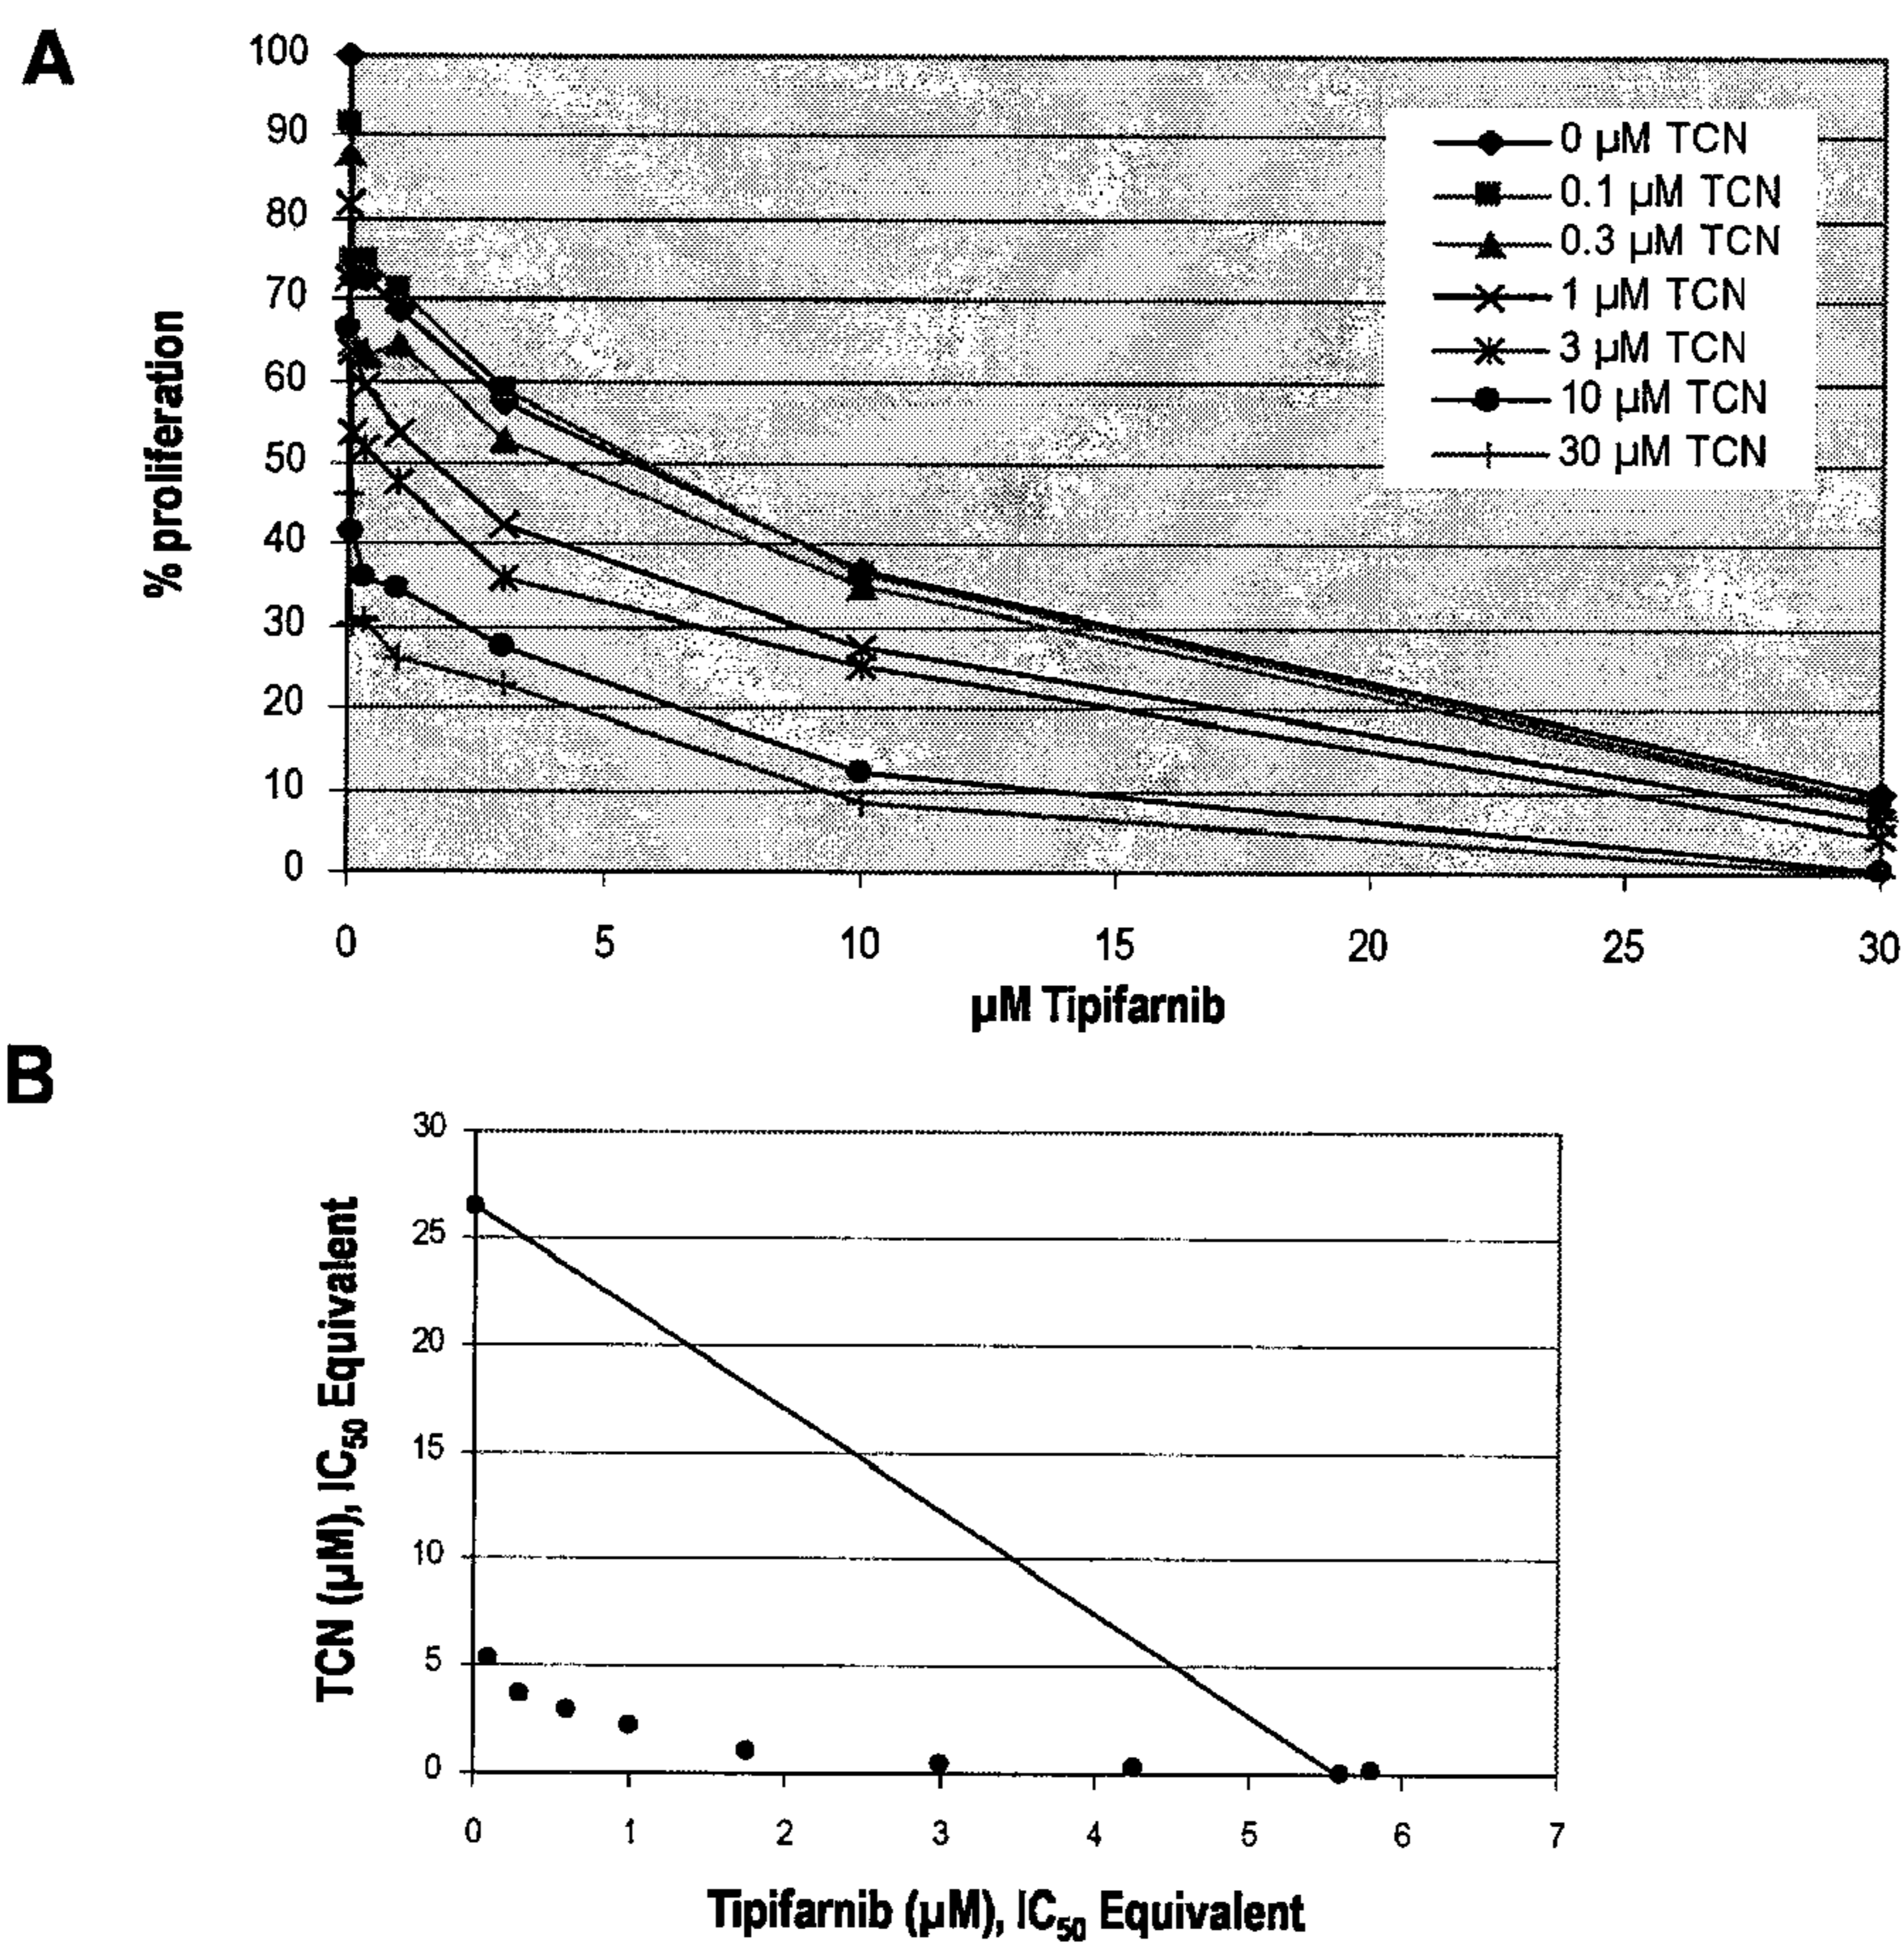 A
100
90
80
70
60
50
40
30
20
10
0
% proliferation
0 µM TCN
0.1 µM TCN
0.3 µM TCN
1 µM TCN
3 µM TCN
10 µM TCN
30 µM TCN
0 5 10 15 20 25 30
µM Tipifarnib
B
30
25
20
15
10
5
0
TCN (µM), IC50 Equivalent
0 1 2 3 4 5 6 7
Tipifarnib (µM), IC50 Equivalent